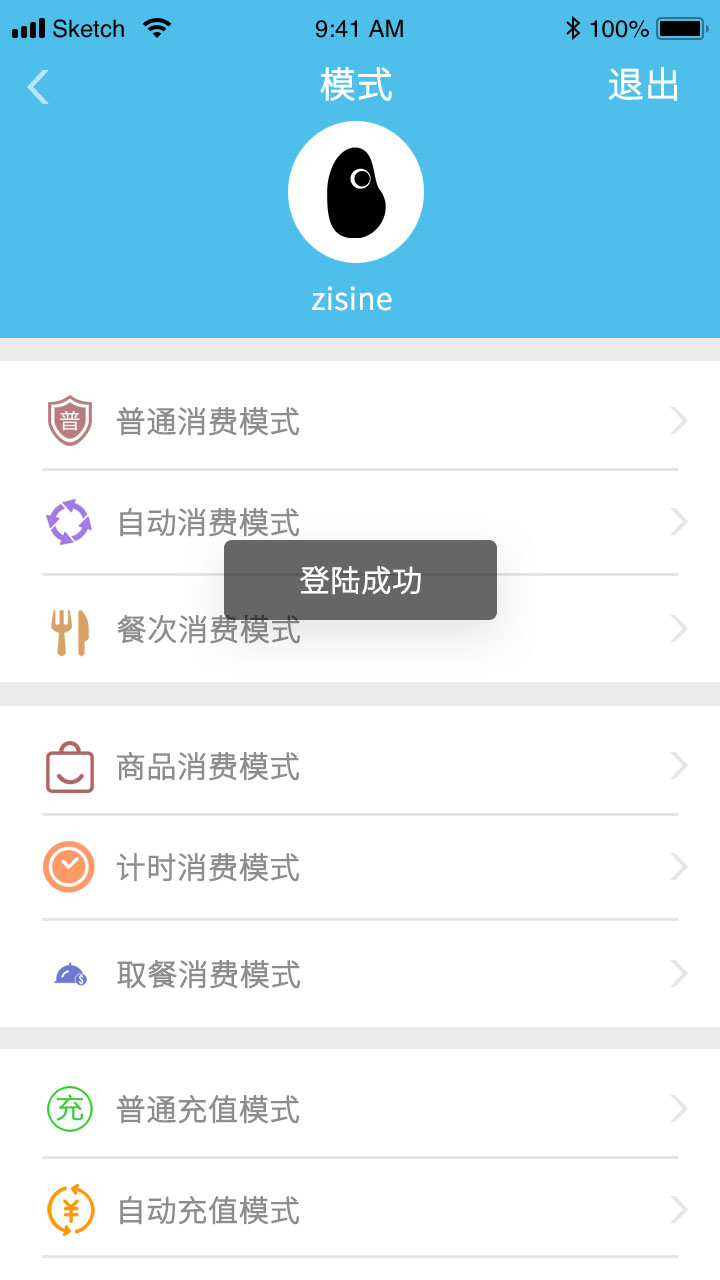 Sketch 9:41 AM 100%
模式 退出
zisine
普 普通消费模式
自动消费模式
登陆成功
餐次消费模式
商品消费模式
计时消费模式
$ 取餐消费模式
充 普通充值模式
¥ 自动充值模式